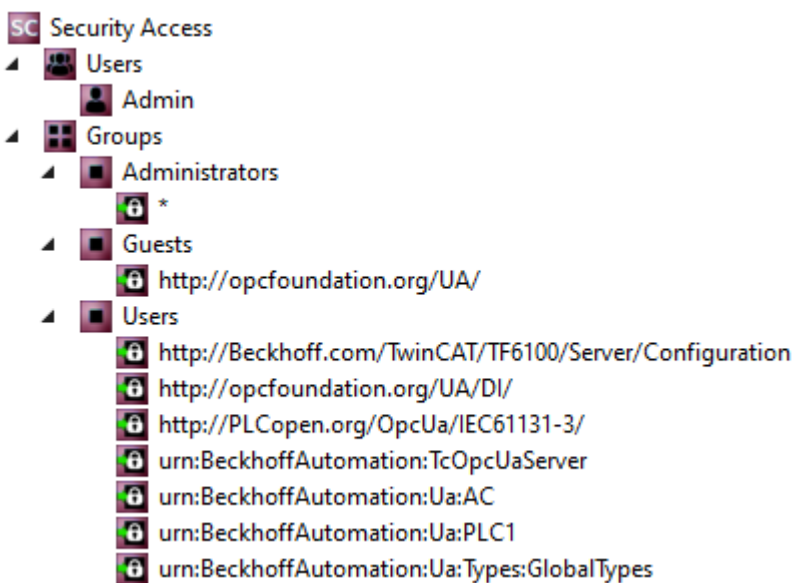 SC Security Access
Users
Admin
Groups
Administrators
*
Guests
http://opcfoundation.org/UA/
Users
http://Beckhoff.com/TwinCAT/TF6100/Server/Configuration
http://opcfoundation.org/UA/DI/
http://PLCopen.org/OpcUa/IEC61131-3/
urn:BeckhoffAutomation:TcOpcUaServer
urn:BeckhoffAutomation:Ua:AC
urn:BeckhoffAutomation:Ua:PLC1
urn:BeckhoffAutomation:Ua:Types:GlobalTypes